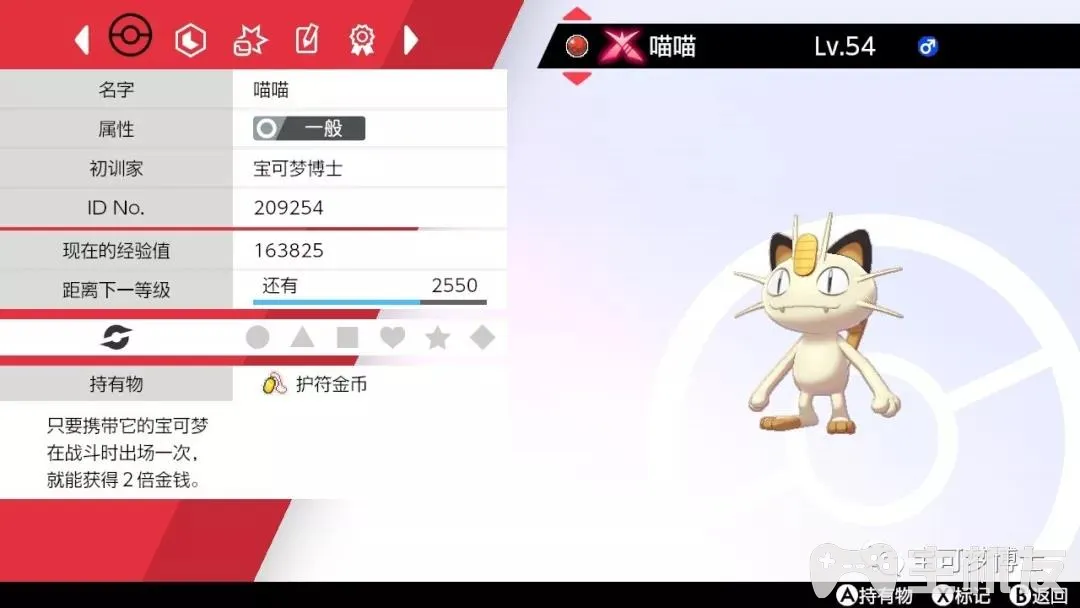 喵喵
Lv.54
名字
喵喵
属性
一般
初训家
宝可梦博士
ID No.
209254
现在的经验值
163825
距离下一等级
还有
2550
持有物
护符金币
只要携带它的宝可梦
在战斗时出场一次，
就能获得２倍金钱。
宝可梦博士
A持有物
X标记
B返回